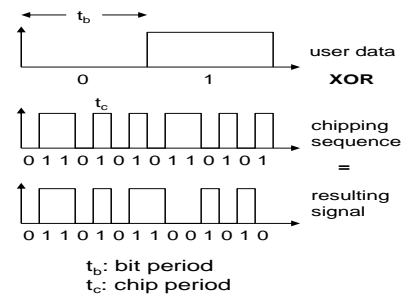 t_b
user data
0 1 XOR
t_c
chipping
sequence
0 1 1 0 1 0 1 0 1 1 0 1 0 1
=
resulting
signal
0 1 1 0 1 0 1 1 0 0 1 0 1 0
t_b: bit period
t_c: chip period